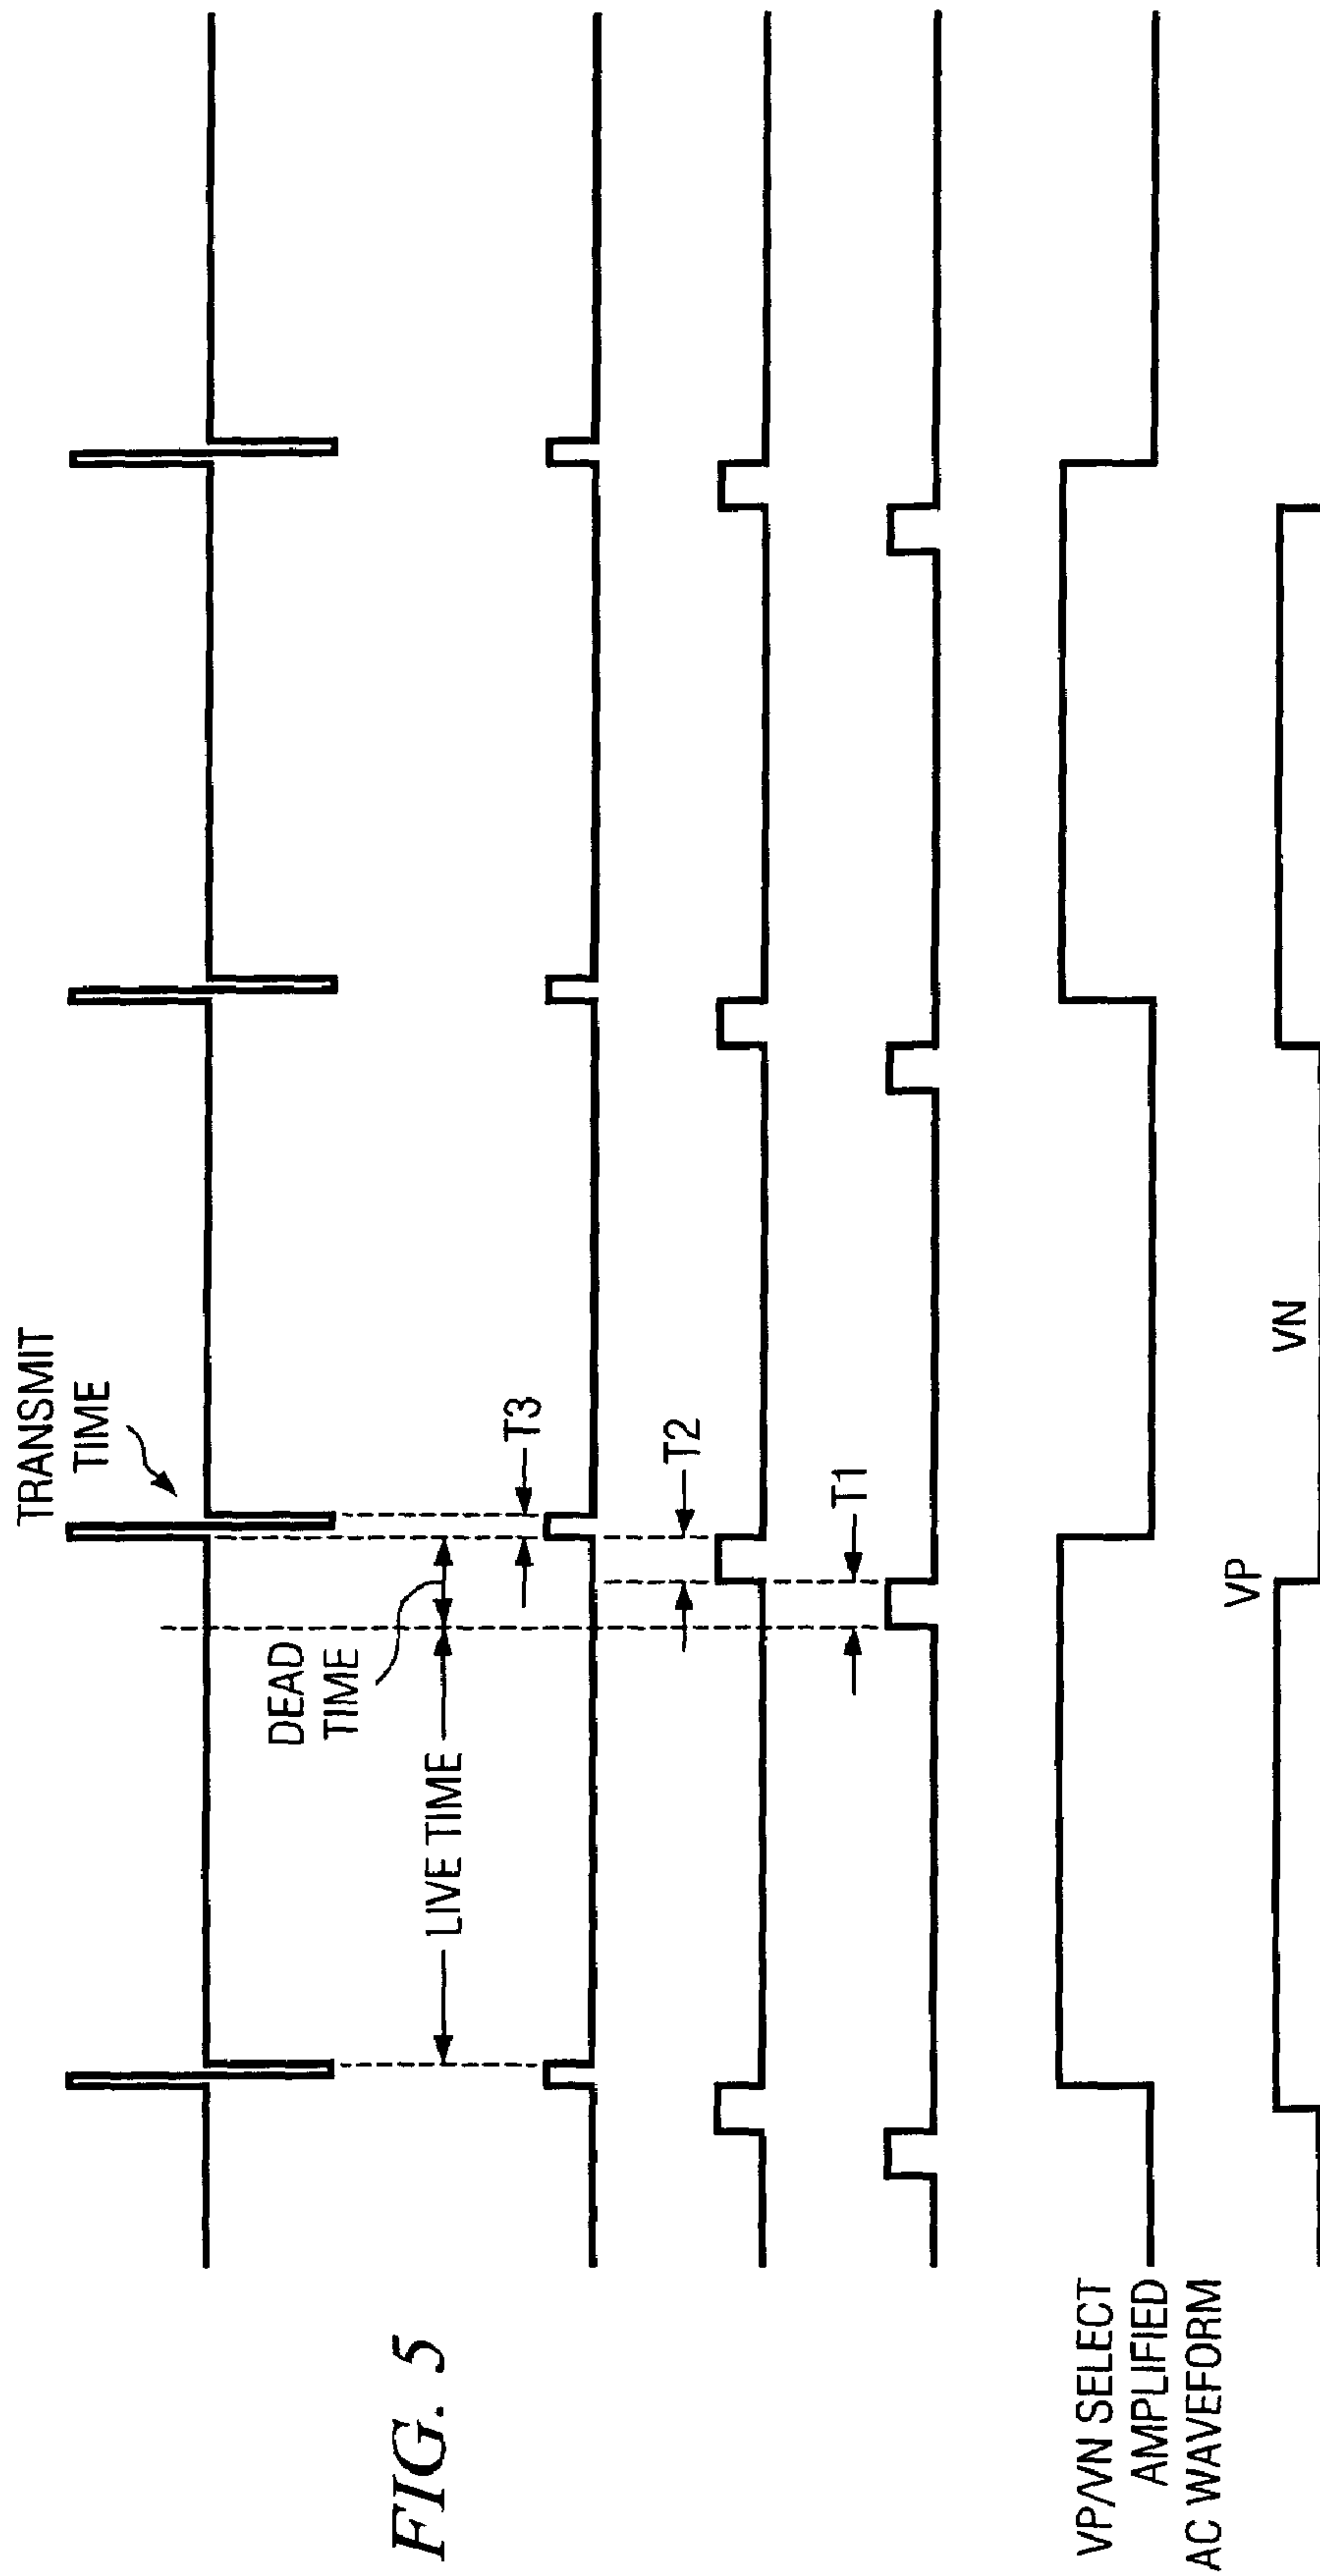 FIG. 5
TRANSMIT
TIME
DEAD
TIME
LIVE TIME
T3
T2
T1
VP/VN SELECT
AMPLIFIED
AC WAVEFORM
VP
VN